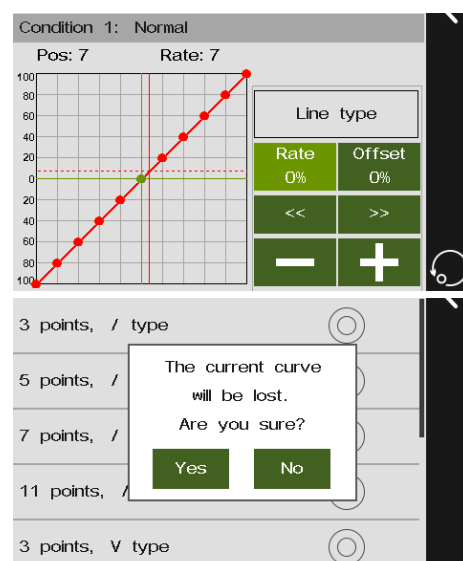 Condition 1: Normal
Pos: 7 Rate: 7
100
80
60
40
20
0
20
40
60
80
100
Line type
Rate Offset
0% 0%
<< >>
3 points, / type
5 points, /
7 points, /
11 points, /
3 points, V type
The current curve
will be lost.
Are you sure?
Yes No